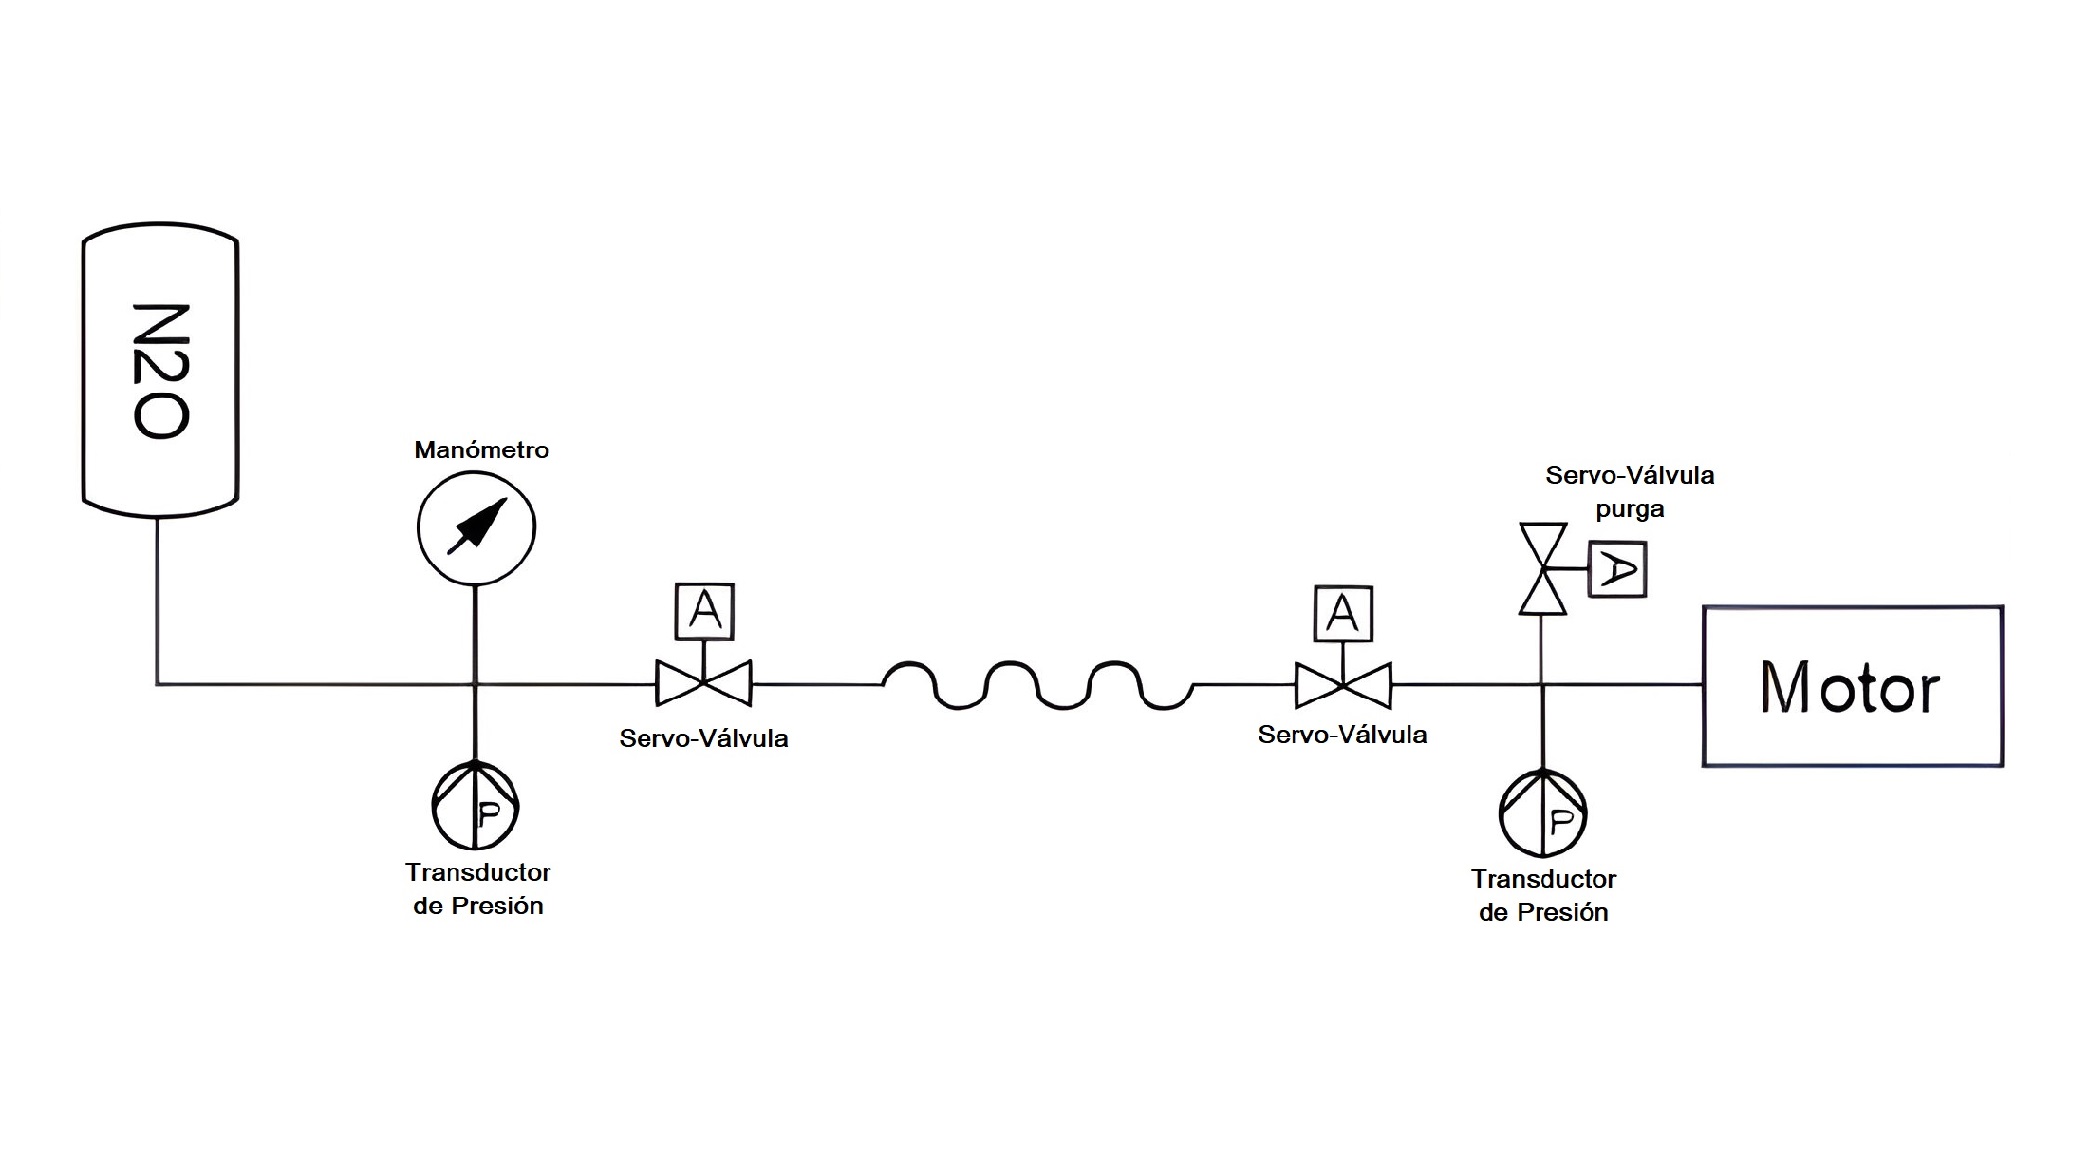 N2O
Manómetro
Servo-Válvula
purga
A
A
A
Motor
Servo-Válvula
Servo-Válvula
P
P
Transductor
de Presión
Transductor
de Presión